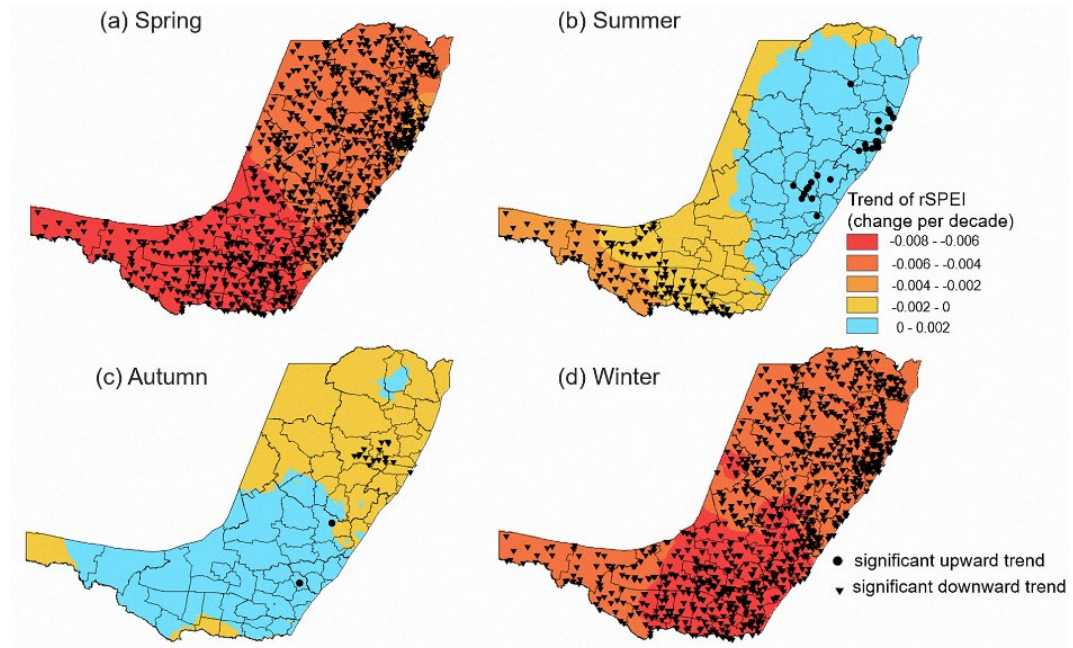 (a) Spring
(b) Summer
Trend of rSPEI
(change per decade)
-0.008 - -0.006
-0.006 - -0.004
-0.004 - -0.002
-0.002 - 0
0 - 0.002
(c) Autumn
(d) Winter
significant upward trend
significant downward trend